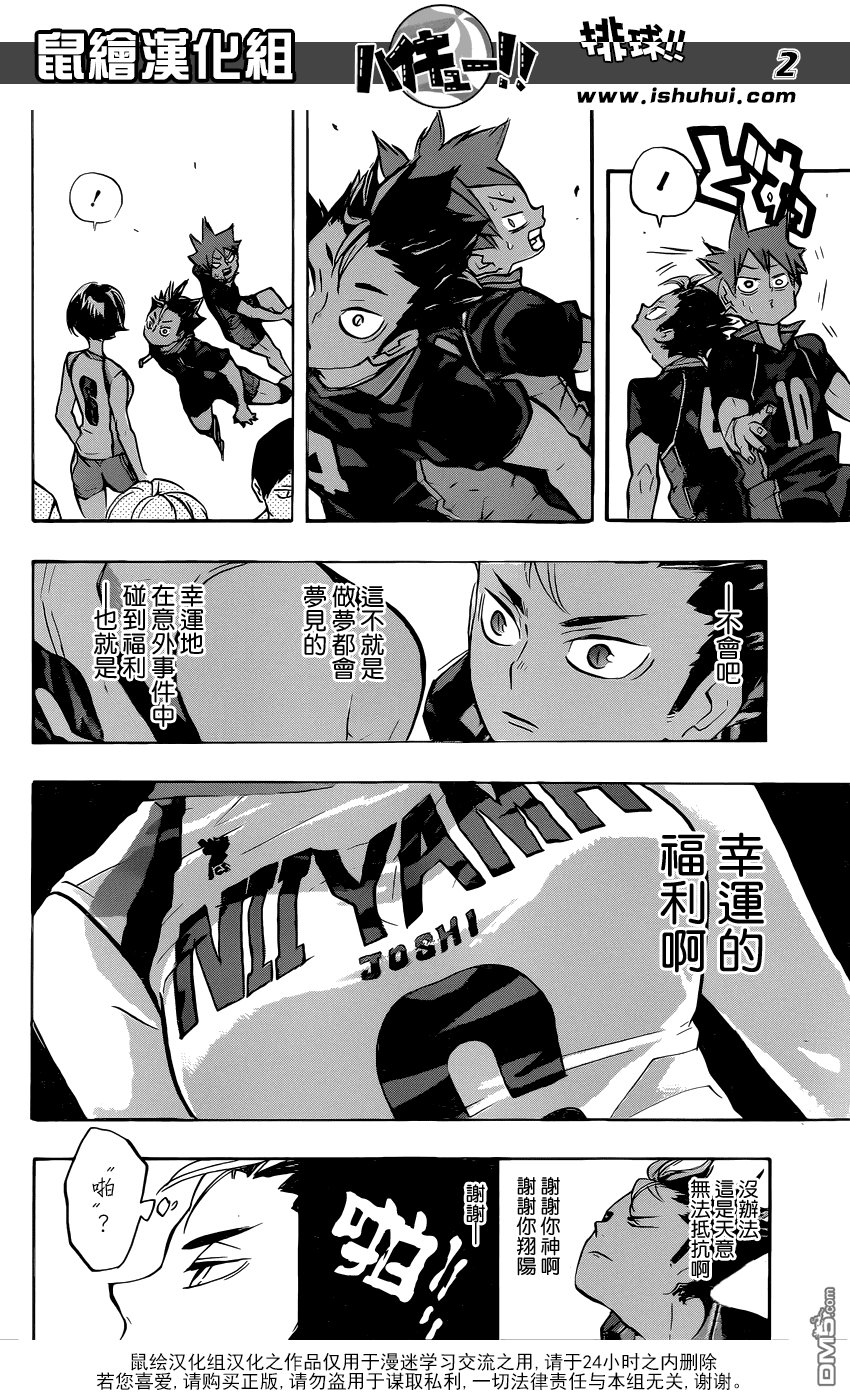 鼠繪漢化組
ハイキュー!!
排球!!
2
www.ishuhui.com
!
10
!
4
—不會吧
這不就是
做夢都會
夢見的
幸運地
在意外事件中
碰到福利
—也就是
幸運的
福利啊
NIIYAMA
JOSHI
沒辦法
這是天意
無法抵抗啊
謝謝你神啊
謝謝你翔陽
謝謝—
啪
"啪"?
DM5.com
鼠绘汉化组汉化之作品仅用于漫迷学习交流之用, 请于24小时之内删除
若您喜爱, 请购买正版, 请勿盗用于谋取私利, 一切法律责任与本组无关, 谢谢。